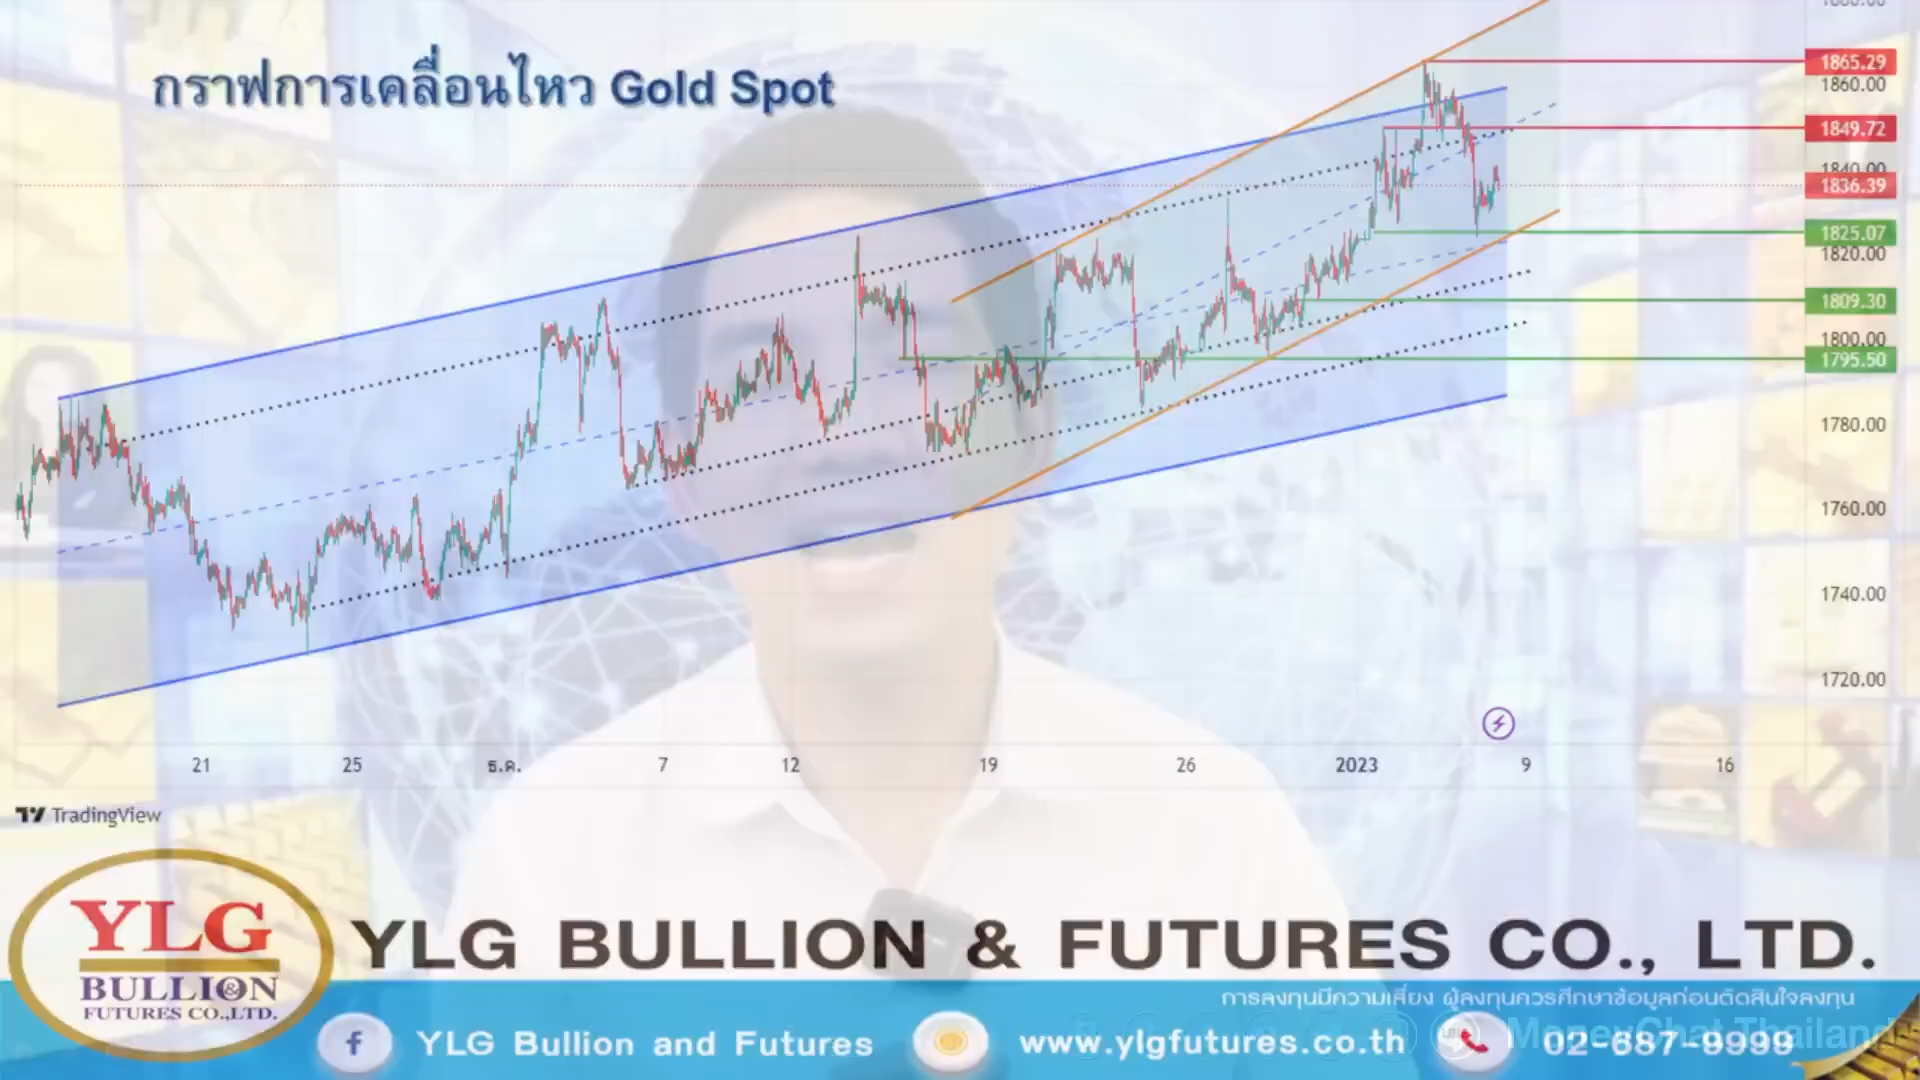 กราฟการเคลื่อนไหว Gold Spot
1865.29
1860.00
1849.72
1840.00
1836.39
1825.07
1820.00
1809.30
1800.00
1795.50
1780.00
1760.00
1740.00
1720.00
21 25 ธ.ค. 7 12 19 26 2023 9 16
TradingView
YLG
BULLION
&
FUTURES CO.,LTD.
YLG BULLION & FUTURES CO., LTD.
การลงทุนมีความเสี่ยง ผู้ลงทุนควรศึกษาข้อมูลก่อนตัดสินใจลงทุน
f YLG Bullion and Futures www.ylgfutures.co.th 02-687-9999
MoneyChat Thailand